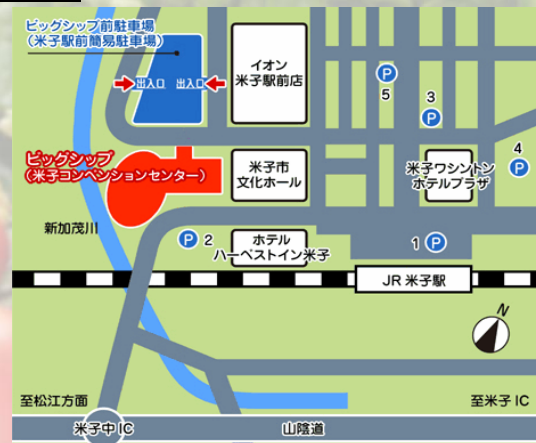 ビッグシップ前駐車場
(米子駅前簡易駐車場)
出入口 出入口
イオン
米子駅前店
P
5
3
P
4
P
ビッグシップ
(米子コンベンションセンター)
米子市
文化ホール
米子ワシントン
ホテルプラザ
新加茂川
P 2
ホテル
ハーベストイン米子
1 P
JR 米子駅
N
至松江方面
至米子 IC
米子中 IC
山陰道